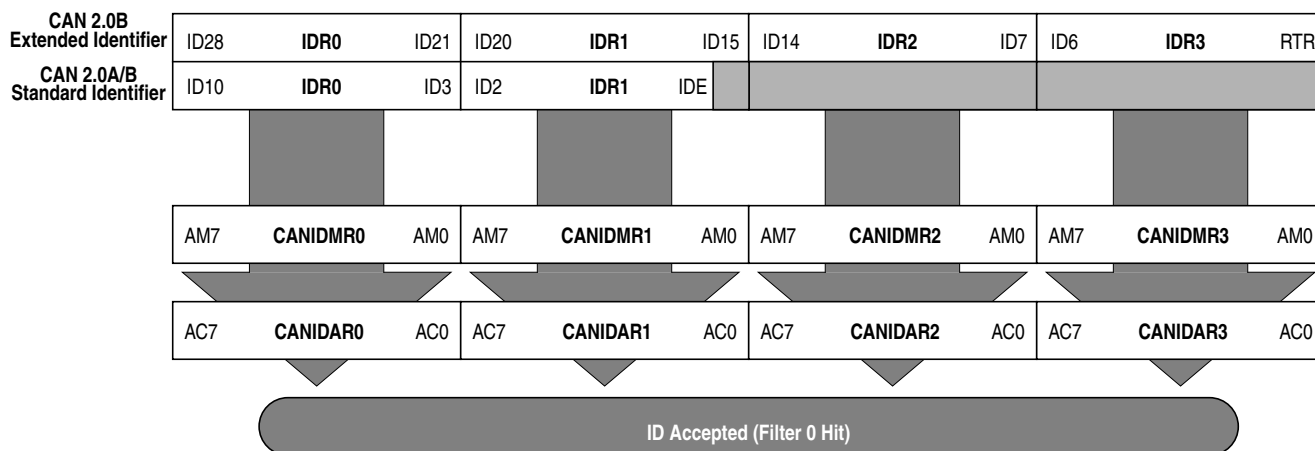 CAN 2.0B
Extended Identifier
ID28 IDR0 ID21 ID20 IDR1 ID15 ID14 IDR2 ID7 ID6 IDR3 RTR
CAN 2.0A/B
Standard Identifier
ID10 IDR0 ID3 ID2 IDR1 IDE
AM7 CANIDMR0 AM0 AM7 CANIDMR1 AM0 AM7 CANIDMR2 AM0 AM7 CANIDMR3 AM0
AC7 CANIDAR0 AC0 AC7 CANIDAR1 AC0 AC7 CANIDAR2 AC0 AC7 CANIDAR3 AC0
ID Accepted (Filter 0 Hit)